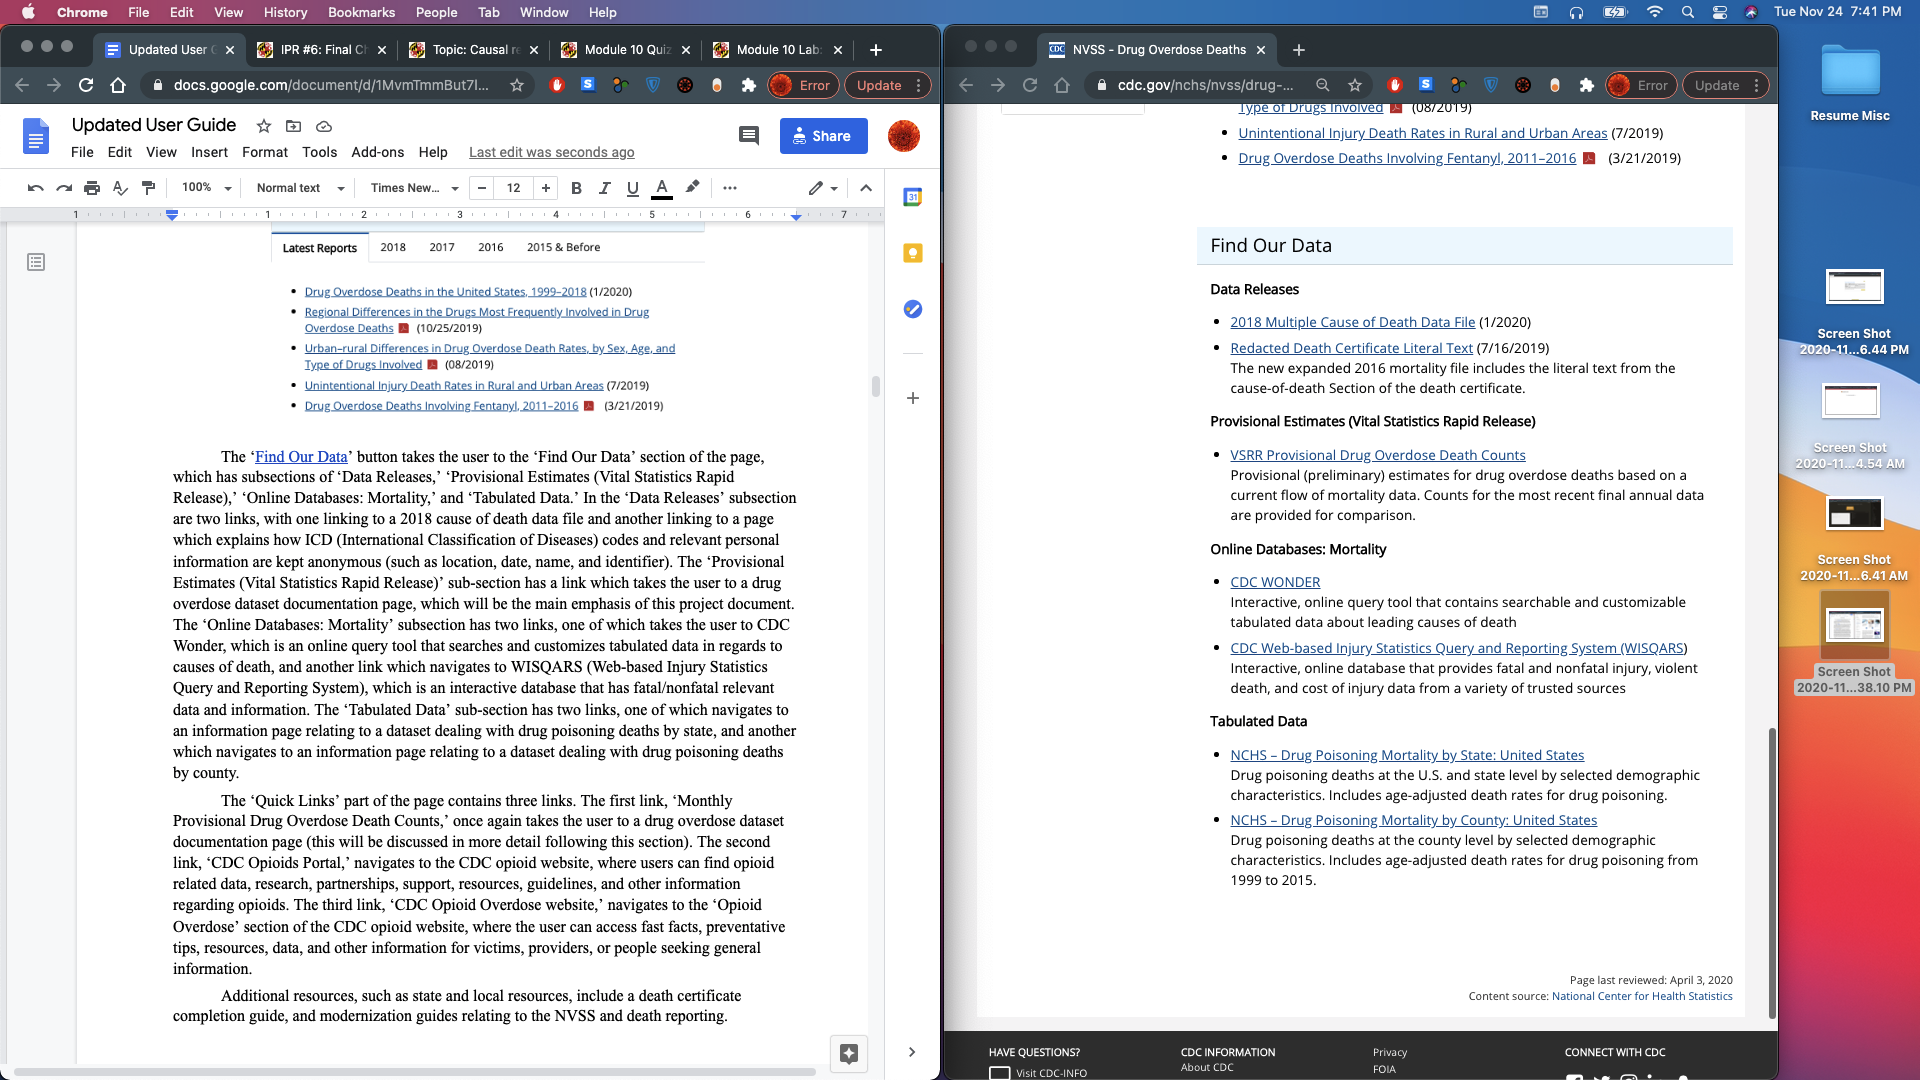 Chrome File Edit View History Bookmarks People Tab Window Help
Tue Nov 24 7:41 PM
Updated User G
IPR #6: Final Ch
Topic: Causal re
Module 10 Quiz
Module 10 Lab:
docs.google.com/document/d/1MvmTmmBut7l...
Error
Update
Updated User Guide
Share
File Edit View Insert Format Tools Add-ons Help Last edit was seconds ago
100% Normal text Times New... 12 B I U A
1 1 2 3 4 5 6 7
31
Latest Reports 2018 2017 2016 2015 & Before
Drug Overdose Deaths in the United States, 1999–2018 (1/2020)
Regional Differences in the Drugs Most Frequently Involved in Drug
Overdose Deaths (10/25/2019)
Urban–rural Differences in Drug Overdose Death Rates, by Sex, Age, and
Type of Drugs Involved (08/2019)
Unintentional Injury Death Rates in Rural and Urban Areas (7/2019)
Drug Overdose Deaths Involving Fentanyl, 2011–2016 (3/21/2019)
The ‘Find Our Data’ button takes the user to the ‘Find Our Data’ section of the page,
which has subsections of ‘Data Releases,’ ‘Provisional Estimates (Vital Statistics Rapid
Release),’ ‘Online Databases: Mortality,’ and ‘Tabulated Data.’ In the ‘Data Releases’ subsection
are two links, with one linking to a 2018 cause of death data file and another linking to a page
which explains how ICD (International Classification of Diseases) codes and relevant personal
information are kept anonymous (such as location, date, name, and identifier). The ‘Provisional
Estimates (Vital Statistics Rapid Release)’ sub-section has a link which takes the user to a drug
overdose dataset documentation page, which will be the main emphasis of this project document.
The ‘Online Databases: Mortality’ subsection has two links, one of which takes the user to CDC
Wonder, which is an online query tool that searches and customizes tabulated data in regards to
causes of death, and another link which navigates to WISQARS (Web-based Injury Statistics
Query and Reporting System), which is an interactive database that has fatal/nonfatal relevant
data and information. The ‘Tabulated Data’ sub-section has two links, one of which navigates to
an information page relating to a dataset dealing with drug poisoning deaths by state, and another
which navigates to an information page relating to a dataset dealing with drug poisoning deaths
by county.
The ‘Quick Links’ part of the page contains three links. The first link, ‘Monthly
Provisional Drug Overdose Death Counts,’ once again takes the user to a drug overdose dataset
documentation page (this will be discussed in more detail following this section). The second
link, ‘CDC Opioids Portal,’ navigates to the CDC opioid website, where users can find opioid
related data, research, partnerships, support, resources, guidelines, and other information
regarding opioids. The third link, ‘CDC Opioid Overdose website,’ navigates to the ‘Opioid
Overdose’ section of the CDC opioid website, where the user can access fast facts, preventative
tips, resources, data, and other information for victims, providers, or people seeking general
information.
Additional resources, such as state and local resources, include a death certificate
completion guide, and modernization guides relating to the NVSS and death reporting.
CDC NVSS - Drug Overdose Deaths
cdc.gov/nchs/nvss/drug-...
Error
Update
Type of Drugs Involved (08/2019)
Unintentional Injury Death Rates in Rural and Urban Areas (7/2019)
Drug Overdose Deaths Involving Fentanyl, 2011–2016 (3/21/2019)
Find Our Data
Data Releases
2018 Multiple Cause of Death Data File (1/2020)
Redacted Death Certificate Literal Text (7/16/2019)
The new expanded 2016 mortality file includes the literal text from the
cause-of-death Section of the death certificate.
Provisional Estimates (Vital Statistics Rapid Release)
VSRR Provisional Drug Overdose Death Counts
Provisional (preliminary) estimates for drug overdose deaths based on a
current flow of mortality data. Counts for the most recent final annual data
are provided for comparison.
Online Databases: Mortality
CDC WONDER
Interactive, online query tool that contains searchable and customizable
tabulated data about leading causes of death
CDC Web-based Injury Statistics Query and Reporting System (WISQARS)
Interactive, online database that provides fatal and nonfatal injury, violent
death, and cost of injury data from a variety of trusted sources
Tabulated Data
NCHS – Drug Poisoning Mortality by State: United States
Drug poisoning deaths at the U.S. and state level by selected demographic
characteristics. Includes age-adjusted death rates for drug poisoning.
NCHS – Drug Poisoning Mortality by County: United States
Drug poisoning deaths at the county level by selected demographic
characteristics. Includes age-adjusted death rates for drug poisoning from
1999 to 2015.
Page last reviewed: April 3, 2020
Content source: National Center for Health Statistics
HAVE QUESTIONS?
Visit CDC-INFO
CDC INFORMATION
About CDC
Privacy
FOIA
CONNECT WITH CDC
Resume Misc
Screen Shot
2020-11...6.44 PM
Screen Shot
2020-11...4.54 AM
Screen Shot
2020-11...6.41 AM
Screen Shot
2020-11...38.10 PM